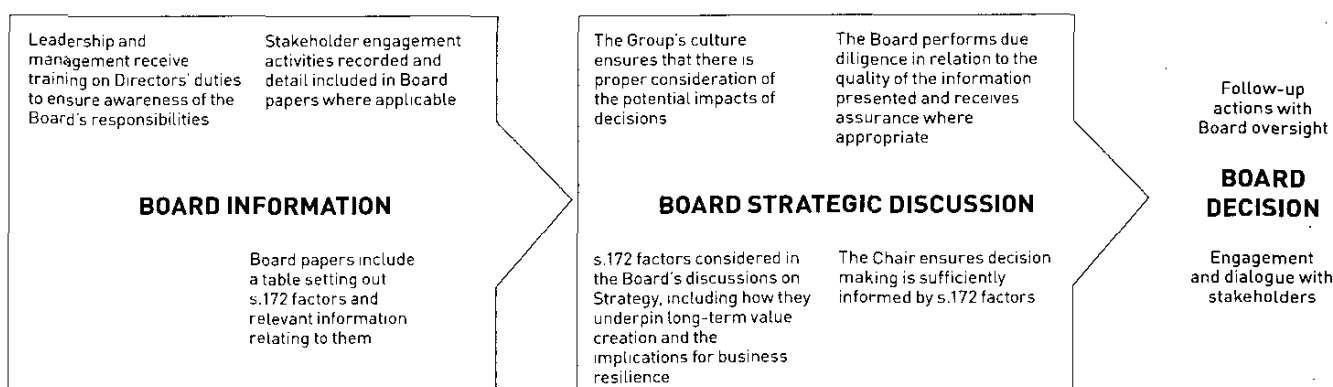 Leadership and
management receive
training on Directors' duties
to ensure awareness of the
Board's responsibilities
Stakeholder engagement
activities recorded and
detail included in Board
papers where applicable
BOARD INFORMATION
Board papers include
a table setting out
s.172 factors and
relevant information
relating to them
The Group's culture
ensures that there is
proper consideration of
the potential impacts of
decisions
The Board performs due
diligence in relation to the
quality of the information
presented and receives
assurance where
appropriate
BOARD STRATEGIC DISCUSSION
s.172 factors considered in
the Board's discussions on
Strategy, including how they
underpin long-term value
creation and the
implications for business
resilience
The Chair ensures decision
making is sufficiently
informed by s.172 factors
Follow-up
actions with
Board oversight
BOARD
DECISION
Engagement
and dialogue with
stakeholders